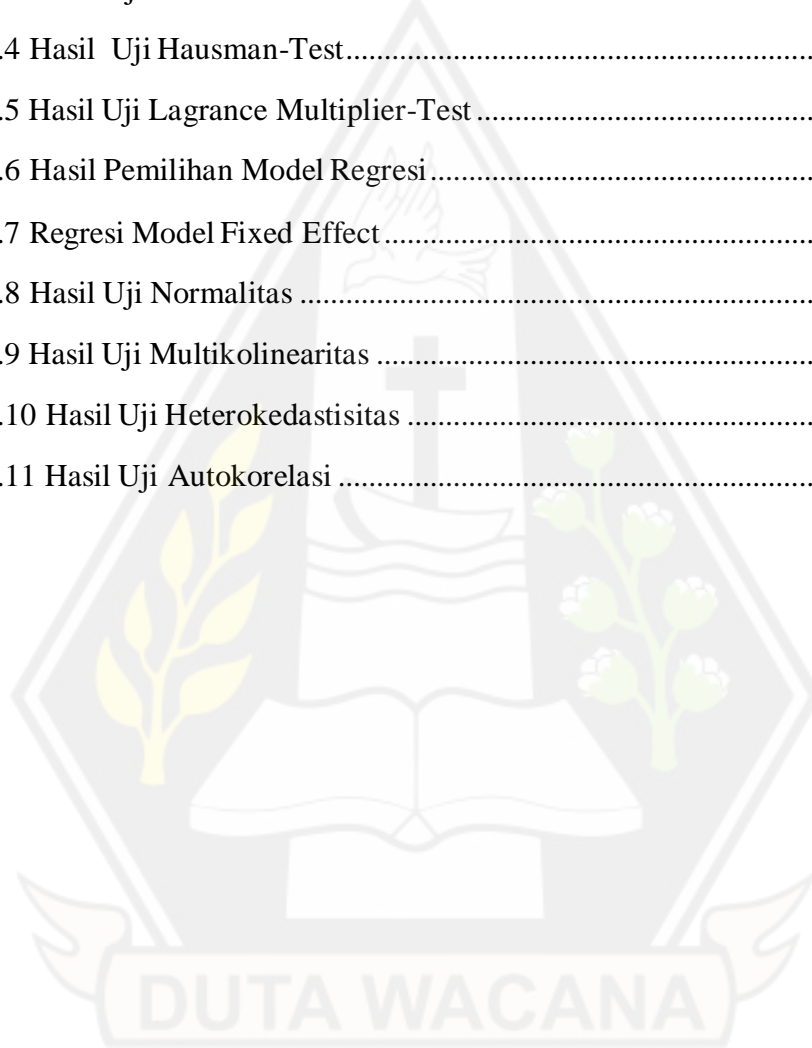 .4 Hasil Uji Hausman-Test..........................................................
.5 Hasil Uji Lagrance Multiplier-Test..........................................
.6 Hasil Pemilihan Model Regresi................................................
.7 Regresi Model Fixed Effect.....................................................
.8 Hasil Uji Normalitas ................................................................
.9 Hasil Uji Multikolinearitas ......................................................
.10 Hasil Uji Heterokedastisitas ..................................................
.11 Hasil Uji Autokorelasi ...........................................................
DUTA WACANA